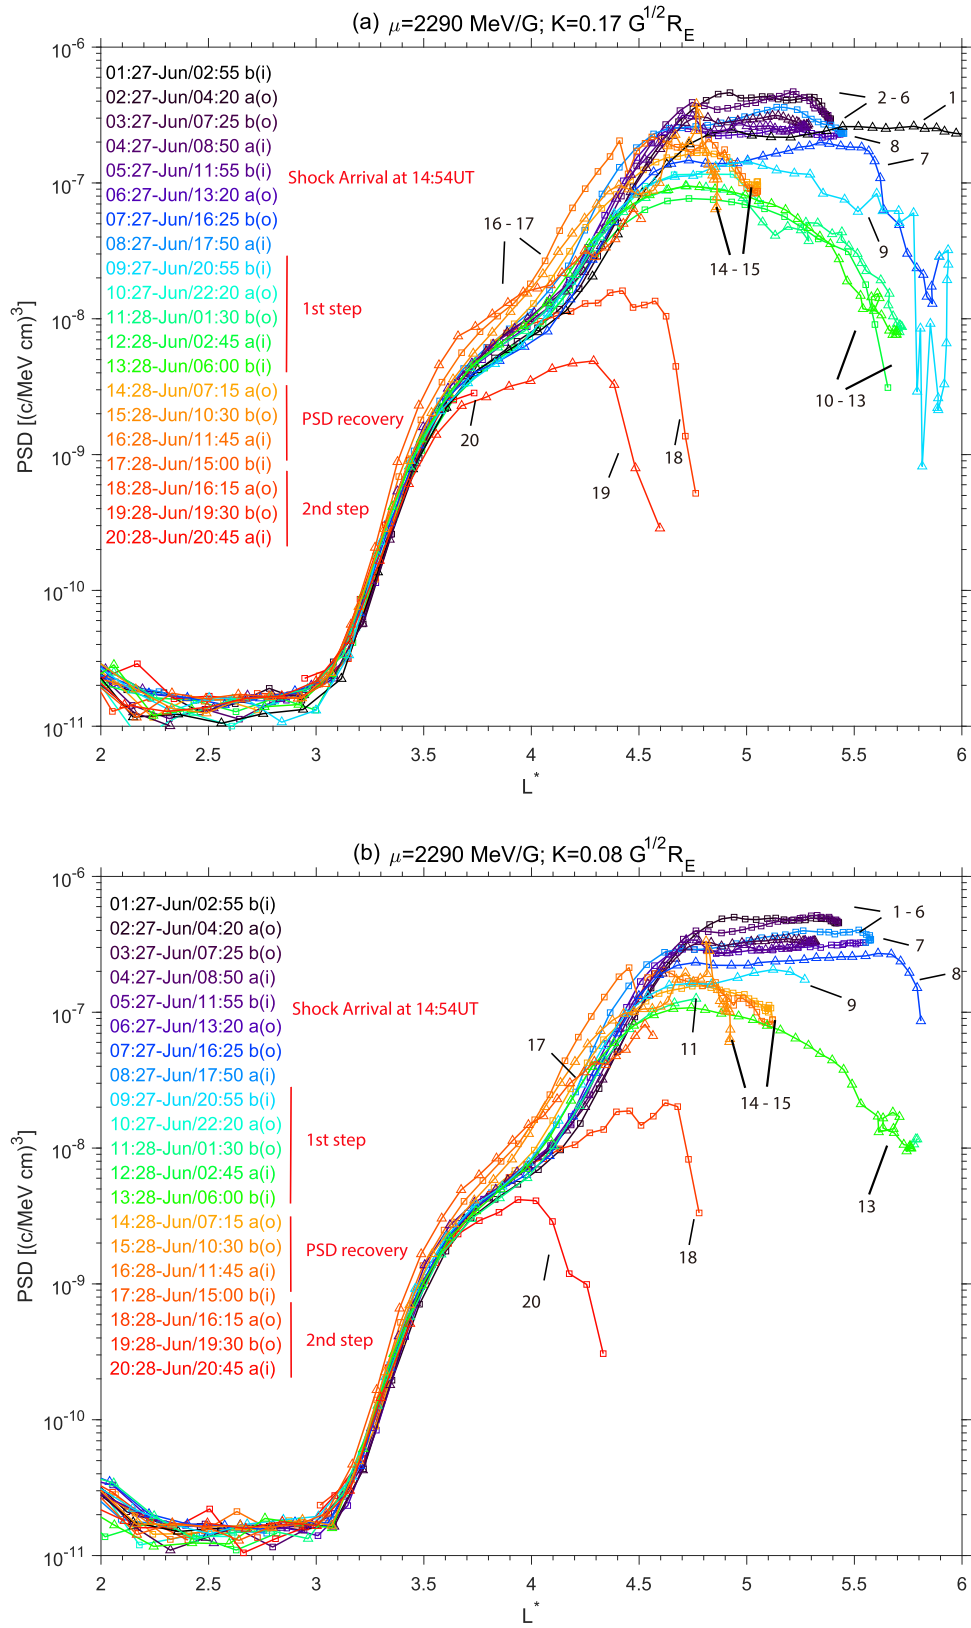 (a) μ=2290 MeV/G; K=0.17 G^1/2 R_E
10^-6
01:27-Jun/02:55 b(i)
02:27-Jun/04:20 a(o)
03:27-Jun/07:25 b(o)
04:27-Jun/08:50 a(i)
05:27-Jun/11:55 b(i)
Shock Arrival at 14:54UT
06:27-Jun/13:20 a(o)
07:27-Jun/16:25 b(o)
08:27-Jun/17:50 a(i)
09:27-Jun/20:55 b(i)
10:27-Jun/22:20 a(o)
1st step
11:28-Jun/01:30 b(o)
12:28-Jun/02:45 a(i)
13:28-Jun/06:00 b(i)
14:28-Jun/07:15 a(o)
15:28-Jun/10:30 b(o)
PSD recovery
16:28-Jun/11:45 a(i)
17:28-Jun/15:00 b(i)
18:28-Jun/16:15 a(o)
19:28-Jun/19:30 b(o)
2nd step
20:28-Jun/20:45 a(i)
2 - 6
1
8
7
9
16 - 17
14 - 15
10 - 13
20
19
18
10^-7
10^-8
10^-9
10^-10
10^-11
PSD [(c/MeV cm)^3]
2
2.5
3
3.5
4
4.5
5
5.5
6
L*
(b) μ=2290 MeV/G; K=0.08 G^1/2 R_E
10^-6
01:27-Jun/02:55 b(i)
02:27-Jun/04:20 a(o)
03:27-Jun/07:25 b(o)
04:27-Jun/08:50 a(i)
05:27-Jun/11:55 b(i)
Shock Arrival at 14:54UT
06:27-Jun/13:20 a(o)
07:27-Jun/16:25 b(o)
08:27-Jun/17:50 a(i)
09:27-Jun/20:55 b(i)
10:27-Jun/22:20 a(o)
1st step
11:28-Jun/01:30 b(o)
12:28-Jun/02:45 a(i)
13:28-Jun/06:00 b(i)
14:28-Jun/07:15 a(o)
15:28-Jun/10:30 b(o)
PSD recovery
16:28-Jun/11:45 a(i)
17:28-Jun/15:00 b(i)
18:28-Jun/16:15 a(o)
19:28-Jun/19:30 b(o)
2nd step
20:28-Jun/20:45 a(i)
1 - 6
7
8
9
17
11
14 - 15
13
18
20
10^-7
10^-8
10^-9
10^-10
10^-11
PSD [(c/MeV cm)^3]
2
2.5
3
3.5
4
4.5
5
5.5
6
L*